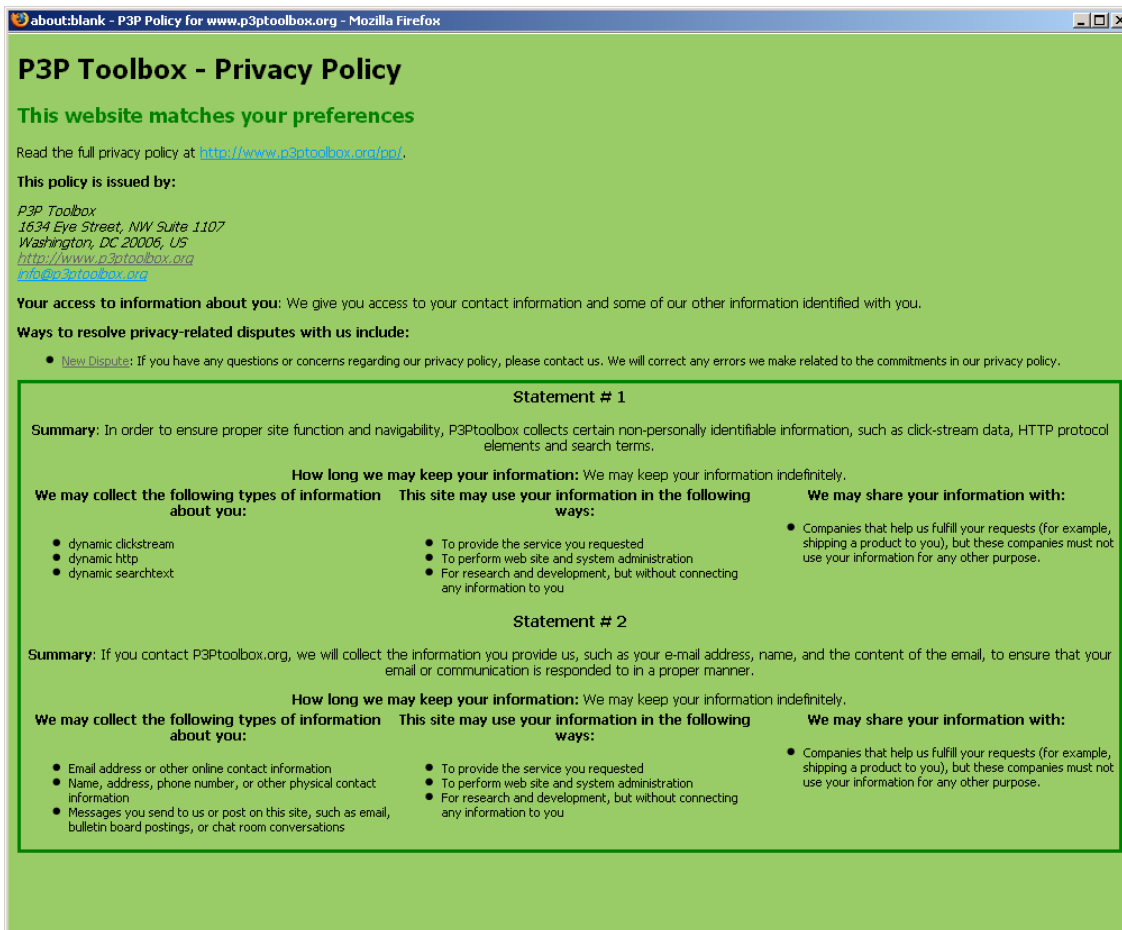 about:blank - P3P Policy for www.p3ptoolbox.org - Mozilla Firefox
P3P Toolbox - Privacy Policy
This website matches your preferences
Read the full privacy policy at http://www.p3ptoolbox.org/pp/.
This policy is issued by:
P3P Toolbox
1634 Eye Street, NW Suite 1107
Washington, DC 20006, US
http://www.p3ptoolbox.org
info@p3ptoolbox.org
Your access to information about you: We give you access to your contact information and some of our other information identified with you.
Ways to resolve privacy-related disputes with us include:
• New Dispute: If you have any questions or concerns regarding our privacy policy, please contact us. We will correct any errors we make related to the commitments in our privacy policy.
Statement # 1
Summary: In order to ensure proper site function and navigability, P3Ptoolbox collects certain non-personally identifiable information, such as click-stream data, HTTP protocol
elements and search terms.
How long we may keep your information: We may keep your information indefinitely.
We may collect the following types of information
about you:
• dynamic clickstream
• dynamic http
• dynamic searchtext
This site may use your information in the following
ways:
• To provide the service you requested
• To perform web site and system administration
• For research and development, but without connecting
any information to you
We may share your information with:
• Companies that help us fulfill your requests (for example,
shipping a product to you), but these companies must not
use your information for any other purpose.
Statement # 2
Summary: If you contact P3Ptoolbox.org, we will collect the information you provide us, such as your e-mail address, name, and the content of the email, to ensure that your
email or communication is responded to in a proper manner.
How long we may keep your information: We may keep your information indefinitely.
We may collect the following types of information
about you:
• Email address or other online contact information
• Name, address, phone number, or other physical contact
information
• Messages you send to us or post on this site, such as email,
bulletin board postings, or chat room conversations
This site may use your information in the following
ways:
• To provide the service you requested
• To perform web site and system administration
• For research and development, but without connecting
any information to you
We may share your information with:
• Companies that help us fulfill your requests (for example,
shipping a product to you), but these companies must not
use your information for any other purpose.